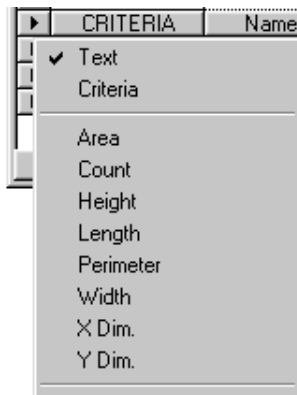 CRITERIA Name
Text
Criteria
Area
Count
Height
Length
Perimeter
Width
X Dim.
Y Dim.